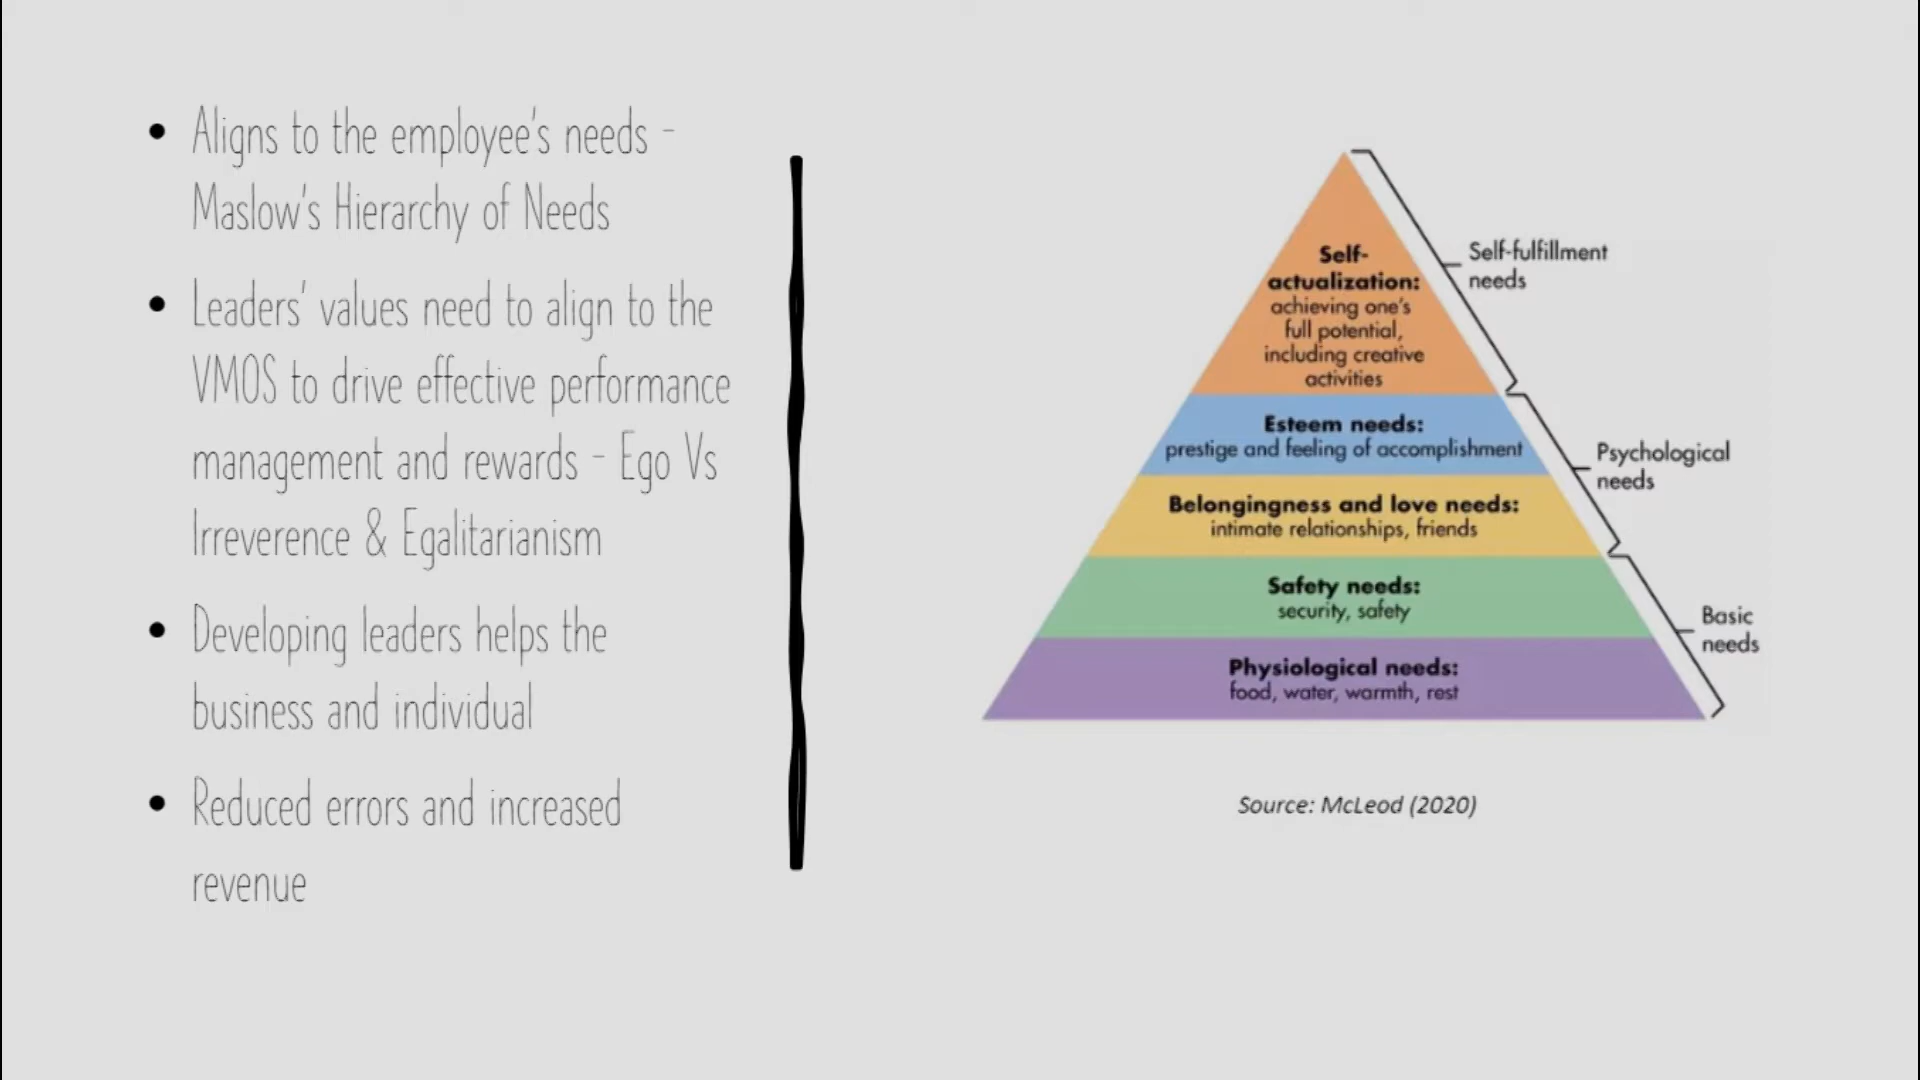 • Aligns to the employee's needs -
Maslow's Hierarchy of Needs
• Leaders' values need to align to the
VMOS to drive effective performance
management and rewards - Ego Vs
Irreverence & Egalitarianism
• Developing leaders helps the
business and individual
• Reduced errors and increased
revenue
Self-
actualization:
achieving one's
full potential,
including creative
activities
Esteem needs:
prestige and feeling of accomplishment
Belongingness and love needs:
intimate relationships, friends
Safety needs:
security, safety
Physiological needs:
food, water, warmth, rest
Self-fulfillment
needs
Psychological
needs
Basic
needs
Source: McLeod (2020)